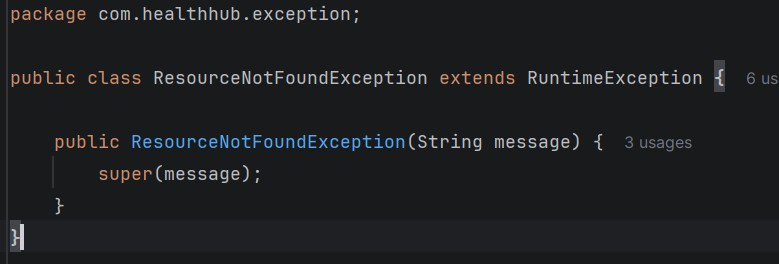 package com.healthhub.exception;
public class ResourceNotFoundException extends RuntimeException { 6 us
public ResourceNotFoundException(String message) { 3 usages
super(message);
}
}